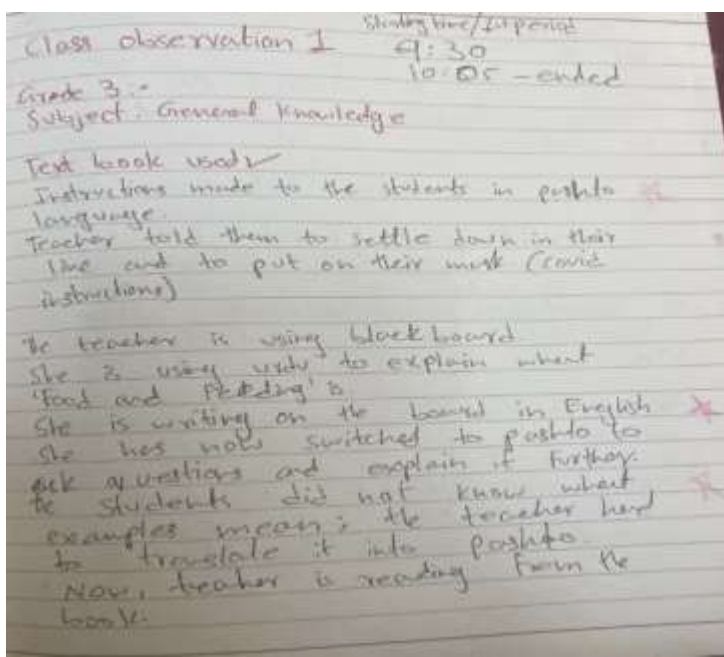 Class observation 1
Starting time/1st period
9:30
10:05 - ended
Grade 3 :-
Subject: General Knowledge
Text book used ✓
Instructions made to the students in pashto
language.
Teacher told them to settle down in their
line and to put on their mask (covid
instructions)
The teacher is using blackboard
She is using urdu to explain what
'food and feeding' is
She is writing on the board in English
She has now switched to pashto to
ask questions and explain it further.
The students did not know what
examples mean; the teacher had
to translate it into pashto.
Now, teacher is reading from the
book.